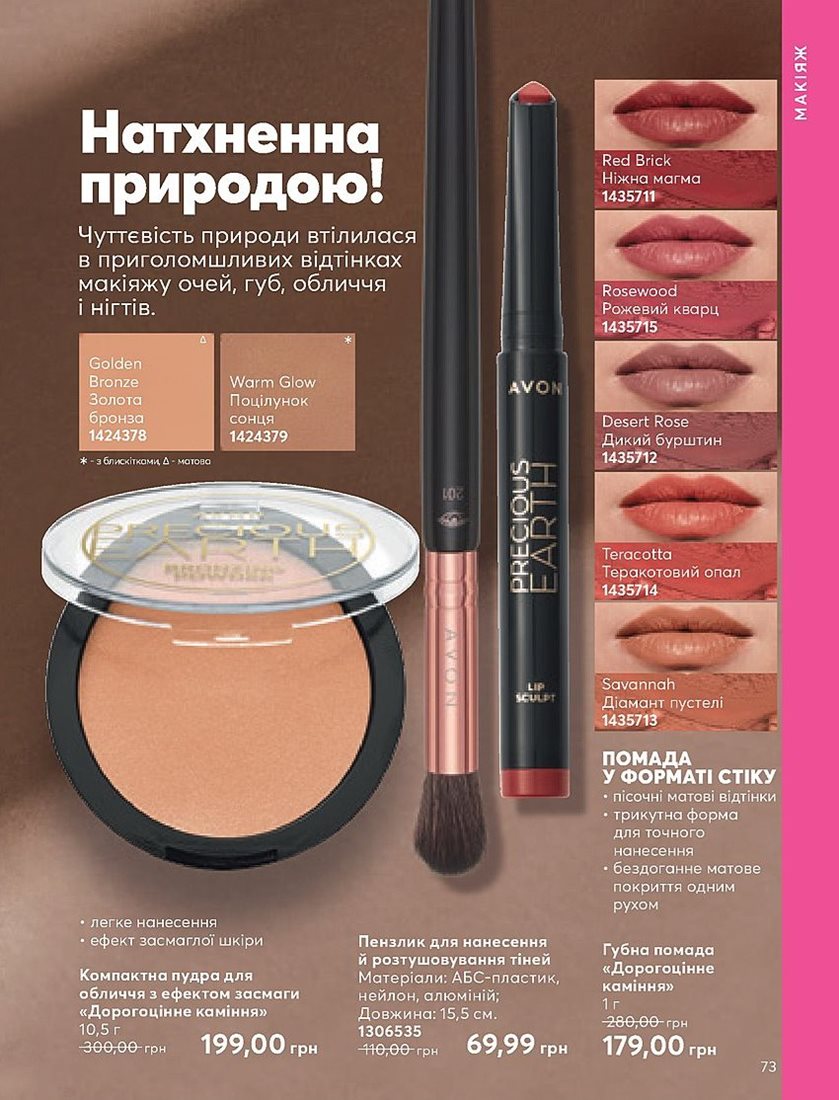 МАКІЯЖ
Натхненна
природою!
Чуттєвість природи втілилася
в приголомшливих відтінках
макіяжу очей, губ, обличчя
і нігтів.
Golden
Bronze
Золота
бронза
1424378
Δ
Warm Glow
Поцілунок
сонця
1424379
*
* - з блискітками, Δ - матова
PRECIOUS
EARTH
BRONZING
POWDER
201
AVON
AVON
PRECIOUS
EARTH
LIP
SCULPT
Red Brick
Ніжна магма
1435711
Rosewood
Рожевий кварц
1435715
Desert Rose
Дикий бурштин
1435712
Teracotta
Теракотовий опал
1435714
Savannah
Діамант пустелі
1435713
ПОМАДА
У ФОРМАТІ СТІКУ
• пісочні матові відтінки
• трикутна форма
для точного
нанесення
• бездоганне матове
покриття одним
рухом
• легке нанесення
• ефект засмаглої шкіри
Компактна пудра для
обличчя з ефектом засмаги
«Дорогоцінне каміння»
10,5 г
300,00 грн 199,00 грн
Пензлик для нанесення
й розтушовування тіней
Матеріали: АБС-пластик,
нейлон, алюміній;
Довжина: 15,5 см.
1306535
110,00 грн 69,99 грн
Губна помада
«Дорогоцінне
каміння»
1 г
280,00 грн
179,00 грн
73